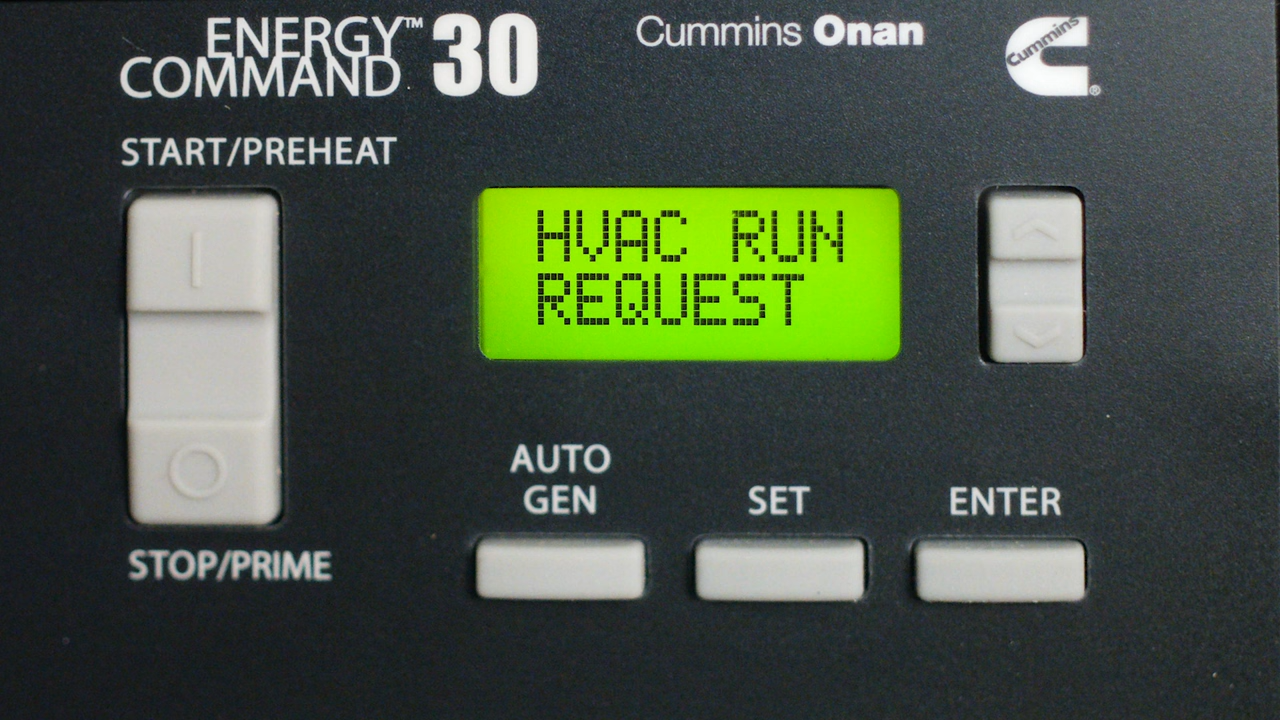 ENERGY™
COMMAND 30
Cummins Onan
Cummins
®
START/PREHEAT
HVAC RUN
REQUEST
AUTO
GEN
SET
ENTER
STOP/PRIME